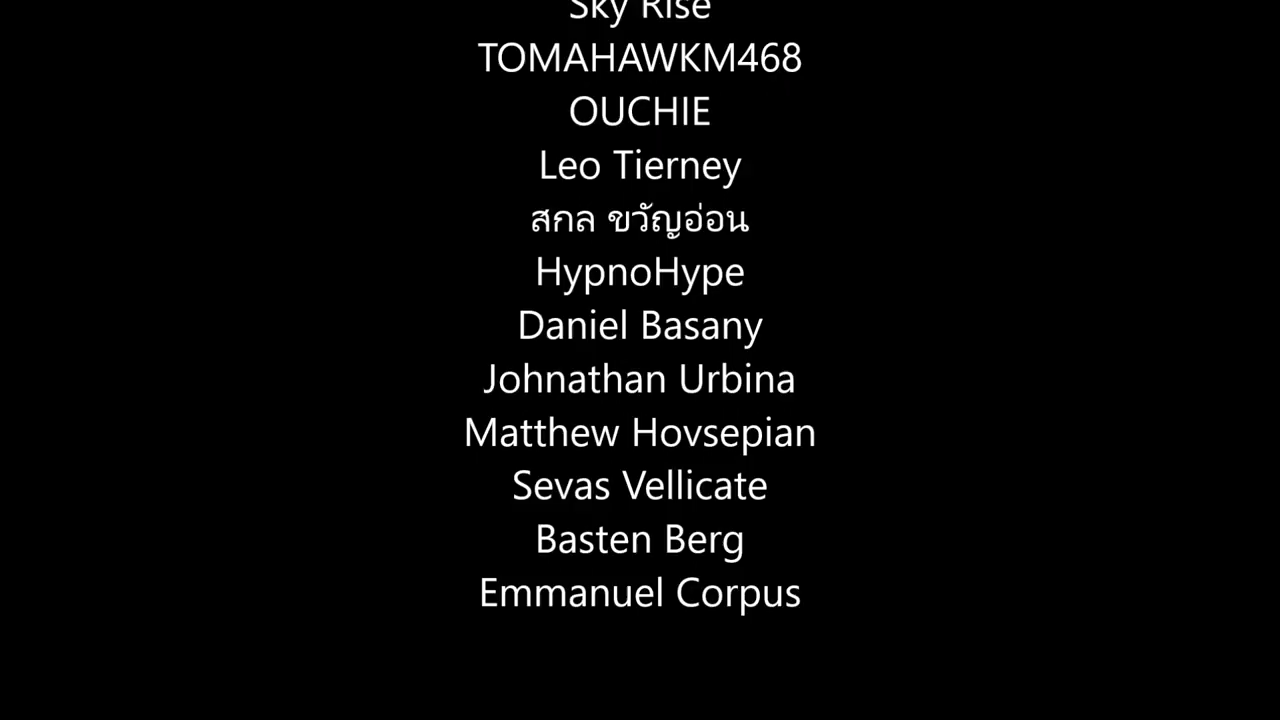 Sky Rise
TOMAHAWKM468
OUCHIE
Leo Tierney
สกล ขวัญอ่อน
HypnoHype
Daniel Basany
Johnathan Urbina
Matthew Hovsepian
Sevas Vellicate
Basten Berg
Emmanuel Corpus